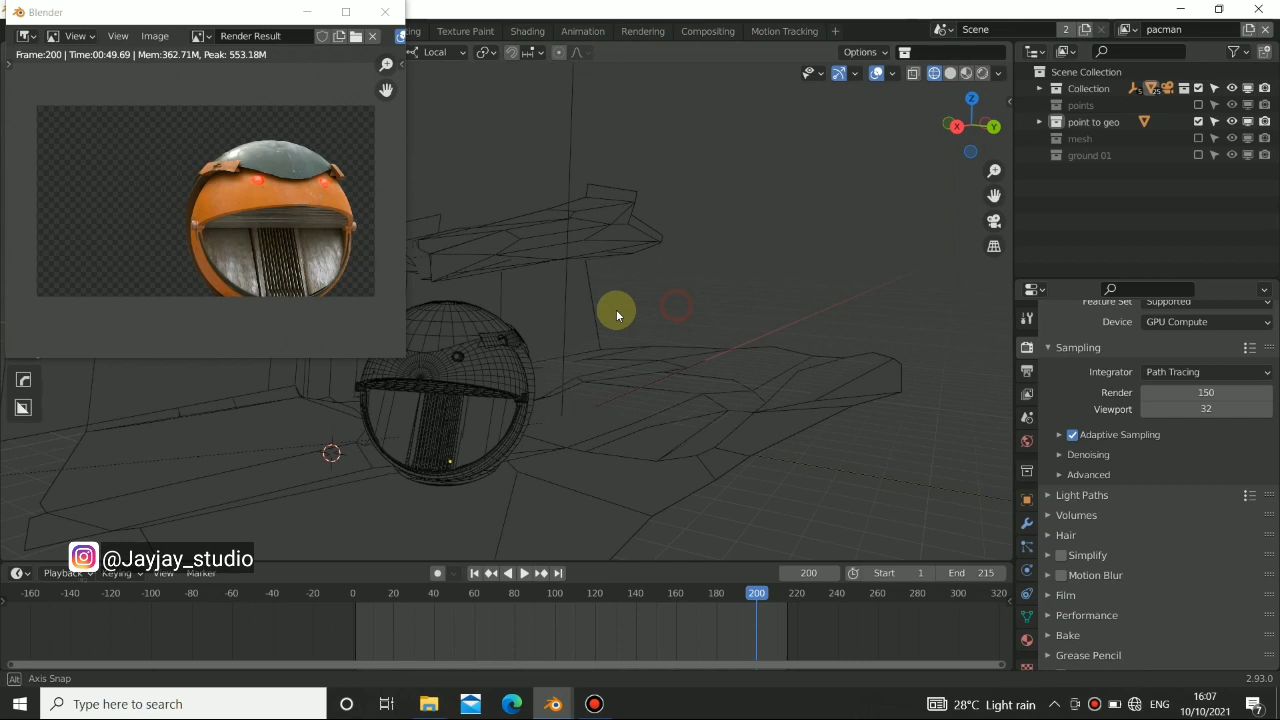 Blender
View View Image Render Result
Frame:200 | Time:00:49.69 | Mem:362.71M, Peak: 553.18M
Texture Paint Shading Animation Rendering Compositing Motion Tracking +
Scene 2 pacman
Local Options
Z
X Y
Scene Collection
Collection 5 25
points
point to geo
mesh
ground 01
Feature Set Supported
Device GPU Compute
Sampling
Integrator Path Tracing
Render 150
Viewport 32
Adaptive Sampling
Denoising
Advanced
Light Paths
Volumes
Hair
Simplify
Motion Blur
Film
Performance
Bake
Grease Pencil
@Jayjay_studio
Playback Keying View Marker 200 Start 1 End 215
-160 -140 -120 -100 -80 -60 -40 -20 0 20 40 60 80 100 120 140 160 180 200 220 240 260 280 300 320
Alt Axis Snap 2.93.0
Type here to search
28°C Light rain ENG 16:07
10/10/2021 7